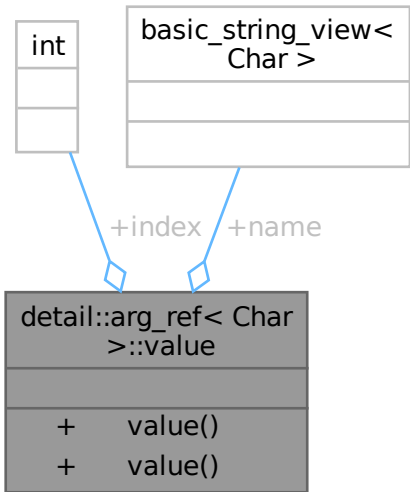 int
basic_string_view<
Char >
+index
+name
detail::arg_ref< Char
>::value
+ value()
+ value()